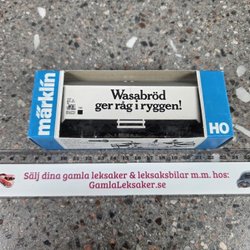 märklin
Wasabröd
ger råg i ryggen!
HO
Sälj dina gamla leksaker & leksaksbilar m.m. hos:
GamlaLeksaker.se